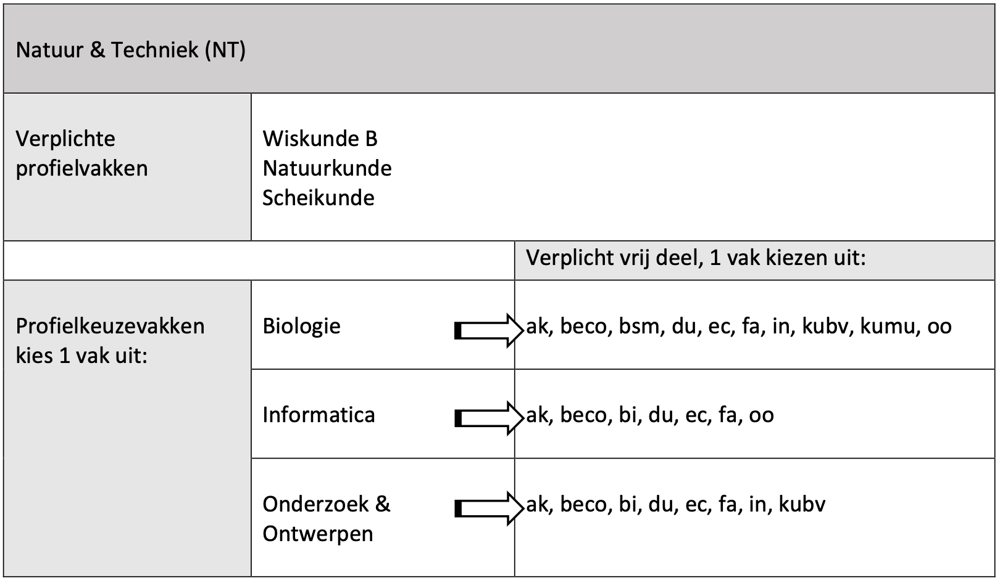 Natuur & Techniek (NT)
Verplichte
profielvakken
Wiskunde B
Natuurkunde
Scheikunde
Verplicht vrij deel, 1 vak kiezen uit:
Profielkeuzevakken
kies 1 vak uit:
Biologie
ak, beco, bsm, du, ec, fa, in, kubv, kumu, oo
Informatica
ak, beco, bi, du, ec, fa, oo
Onderzoek &
Ontwerpen
ak, beco, bi, du, ec, fa, in, kubv